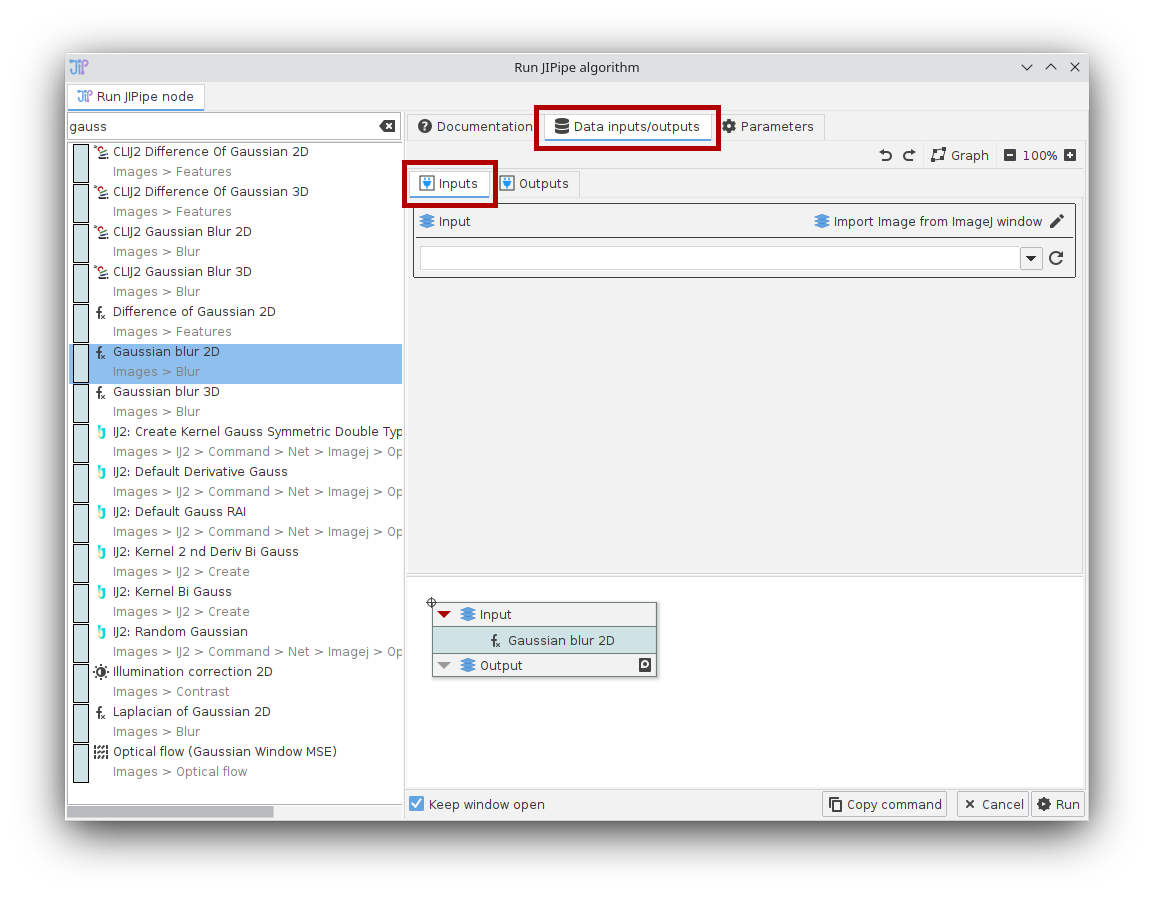 JIP
Run JIPipe algorithm
JIP Run JIPipe node
gauss
Documentation
Data inputs/outputs
Parameters
Graph
100%
Inputs
Outputs
Input
Import Image from ImageJ window
CLIJ2 Difference Of Gaussian 2D
Images > Features
CLIJ2 Difference Of Gaussian 3D
Images > Features
CLIJ2 Gaussian Blur 2D
Images > Blur
CLIJ2 Gaussian Blur 3D
Images > Blur
Difference of Gaussian 2D
Images > Features
Gaussian blur 2D
Images > Blur
Gaussian blur 3D
Images > Blur
IJ2: Create Kernel Gauss Symmetric Double Typ
Images > IJ2 > Command > Net > Imagej > Op
IJ2: Default Derivative Gauss
Images > IJ2 > Command > Net > Imagej > Op
IJ2: Default Gauss RAI
Images > IJ2 > Command > Net > Imagej > Op
IJ2: Kernel 2 nd Deriv Bi Gauss
Images > IJ2 > Create
IJ2: Kernel Bi Gauss
Images > IJ2 > Create
IJ2: Random Gaussian
Images > IJ2 > Command > Net > Imagej > Op
Illumination correction 2D
Images > Contrast
Laplacian of Gaussian 2D
Images > Blur
Optical flow (Gaussian Window MSE)
Images > Optical flow
Input
Gaussian blur 2D
Output
Keep window open
Copy command
Cancel
Run